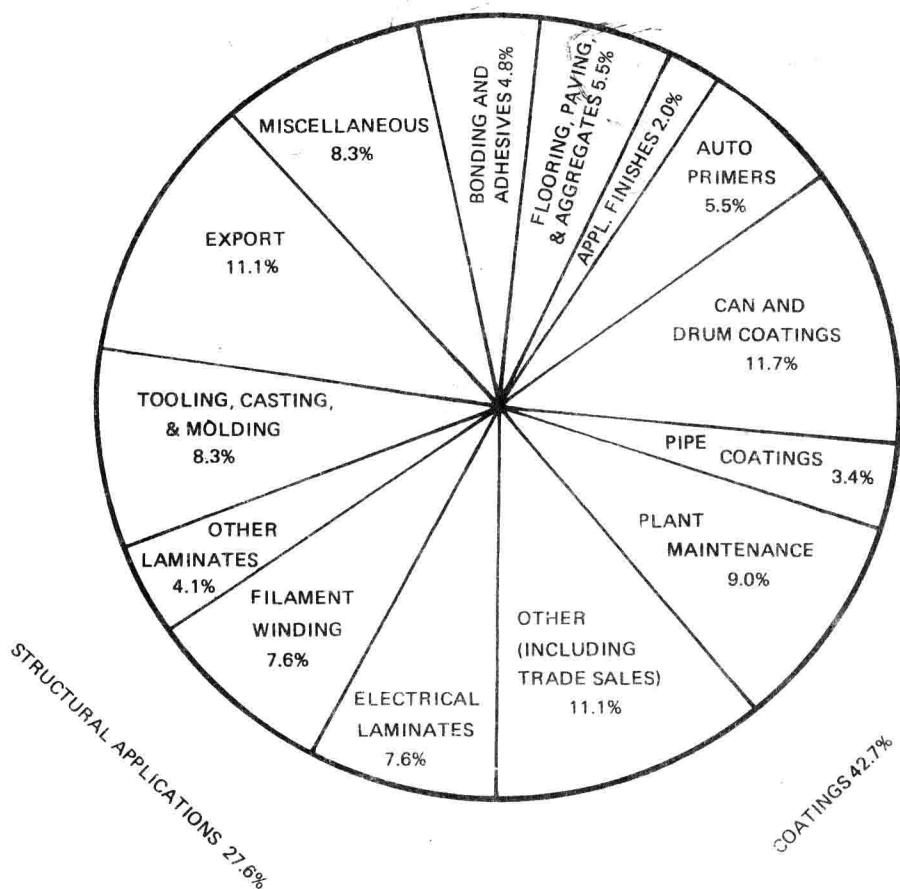 BONDING AND
ADHESIVES 4.8%
FLOORING, PAVING,
& AGGREGATES 5.5%
APPL. FINISHES 2.0%
AUTO
PRIMERS
5.5%
CAN AND
DRUM COATINGS
11.7%
PIPE COATINGS
3.4%
PLANT
MAINTENANCE
9.0%
OTHER
(INCLUDING
TRADE SALES)
11.1%
ELECTRICAL
LAMINATES
7.6%
FILAMENT
WINDING
7.6%
OTHER
LAMINATES
4.1%
TOOLING, CASTING,
& MOLDING
8.3%
EXPORT
11.1%
MISCELLANEOUS
8.3%
STRUCTURAL APPLICATIONS 27.6%
COATINGS 42.7%